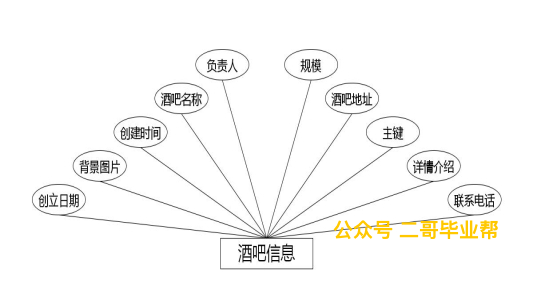 负责人
规模
酒吧名称
酒吧地址
创建时间
主键
背景图片
详情介绍
创立日期
联系电话
公众号 二哥毕业帮
酒吧信息